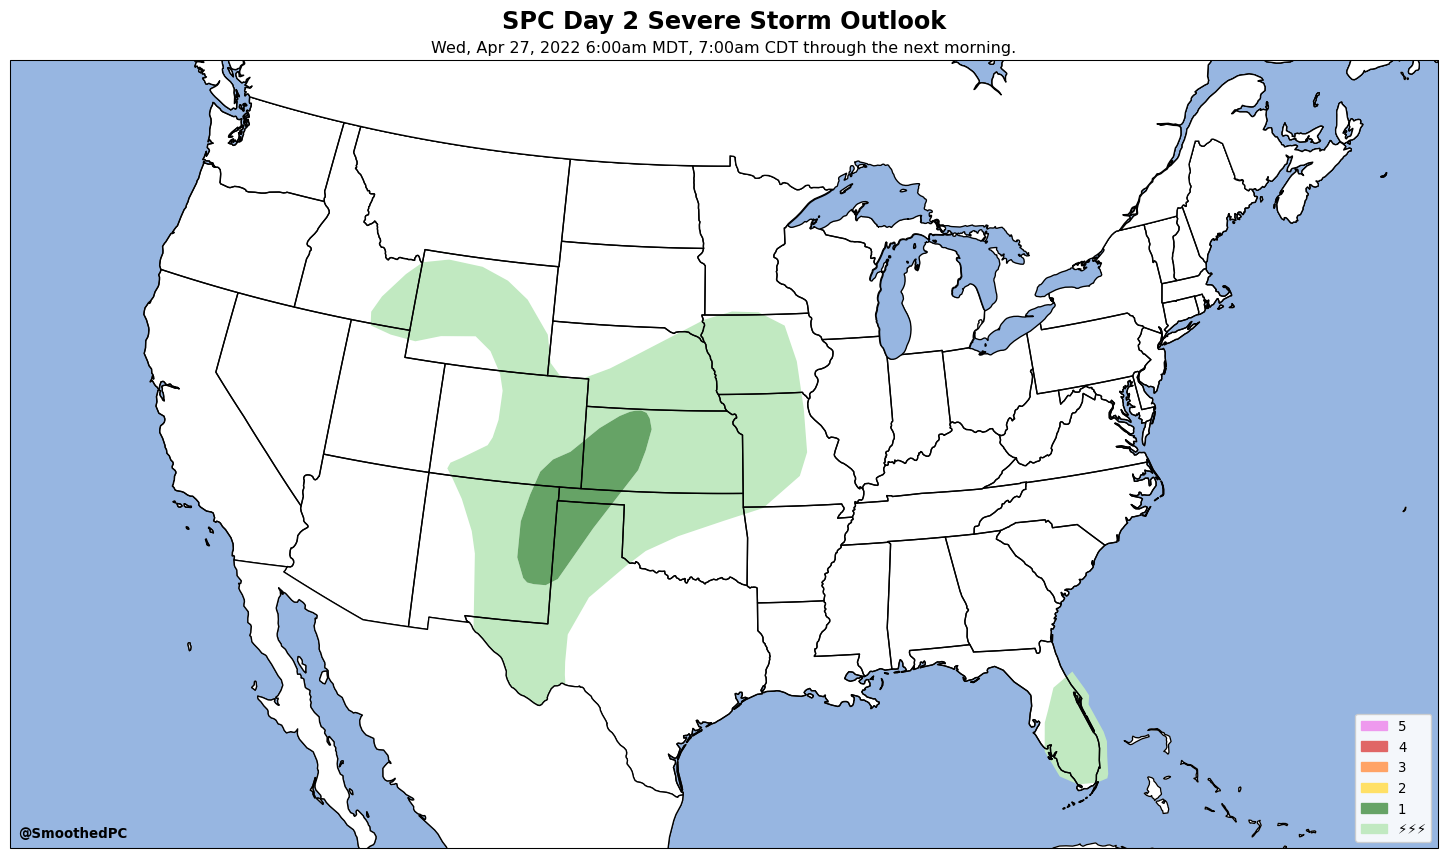 SPC Day 2 Severe Storm Outlook
Wed, Apr 27, 2022 6:00am MDT, 7:00am CDT through the next morning.
5
4
3
2
1
⚡⚡⚡
@SmoothedPC